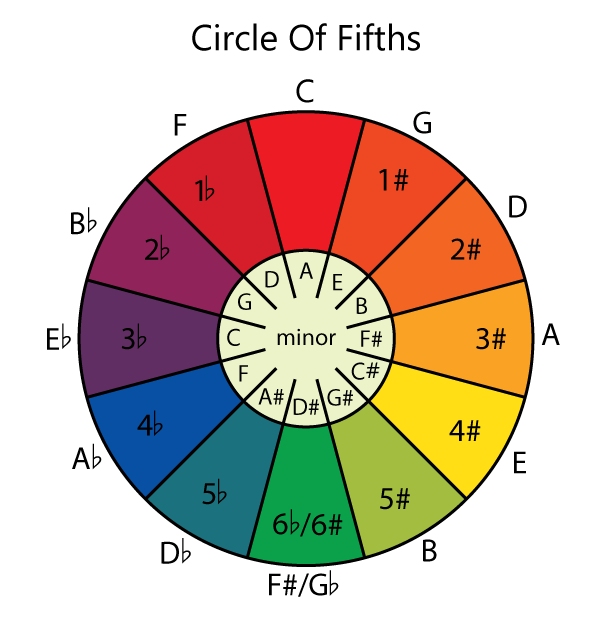 Circle Of Fifths
C
G
D
A
E
B
F#/G♭
D♭
A♭
E♭
B♭
F
1#
2#
3#
4#
5#
6♭/6#
5♭
4♭
3♭
2♭
1♭
A
E
B
F#
C#
G#
D#
A#
F
C
G
D
minor